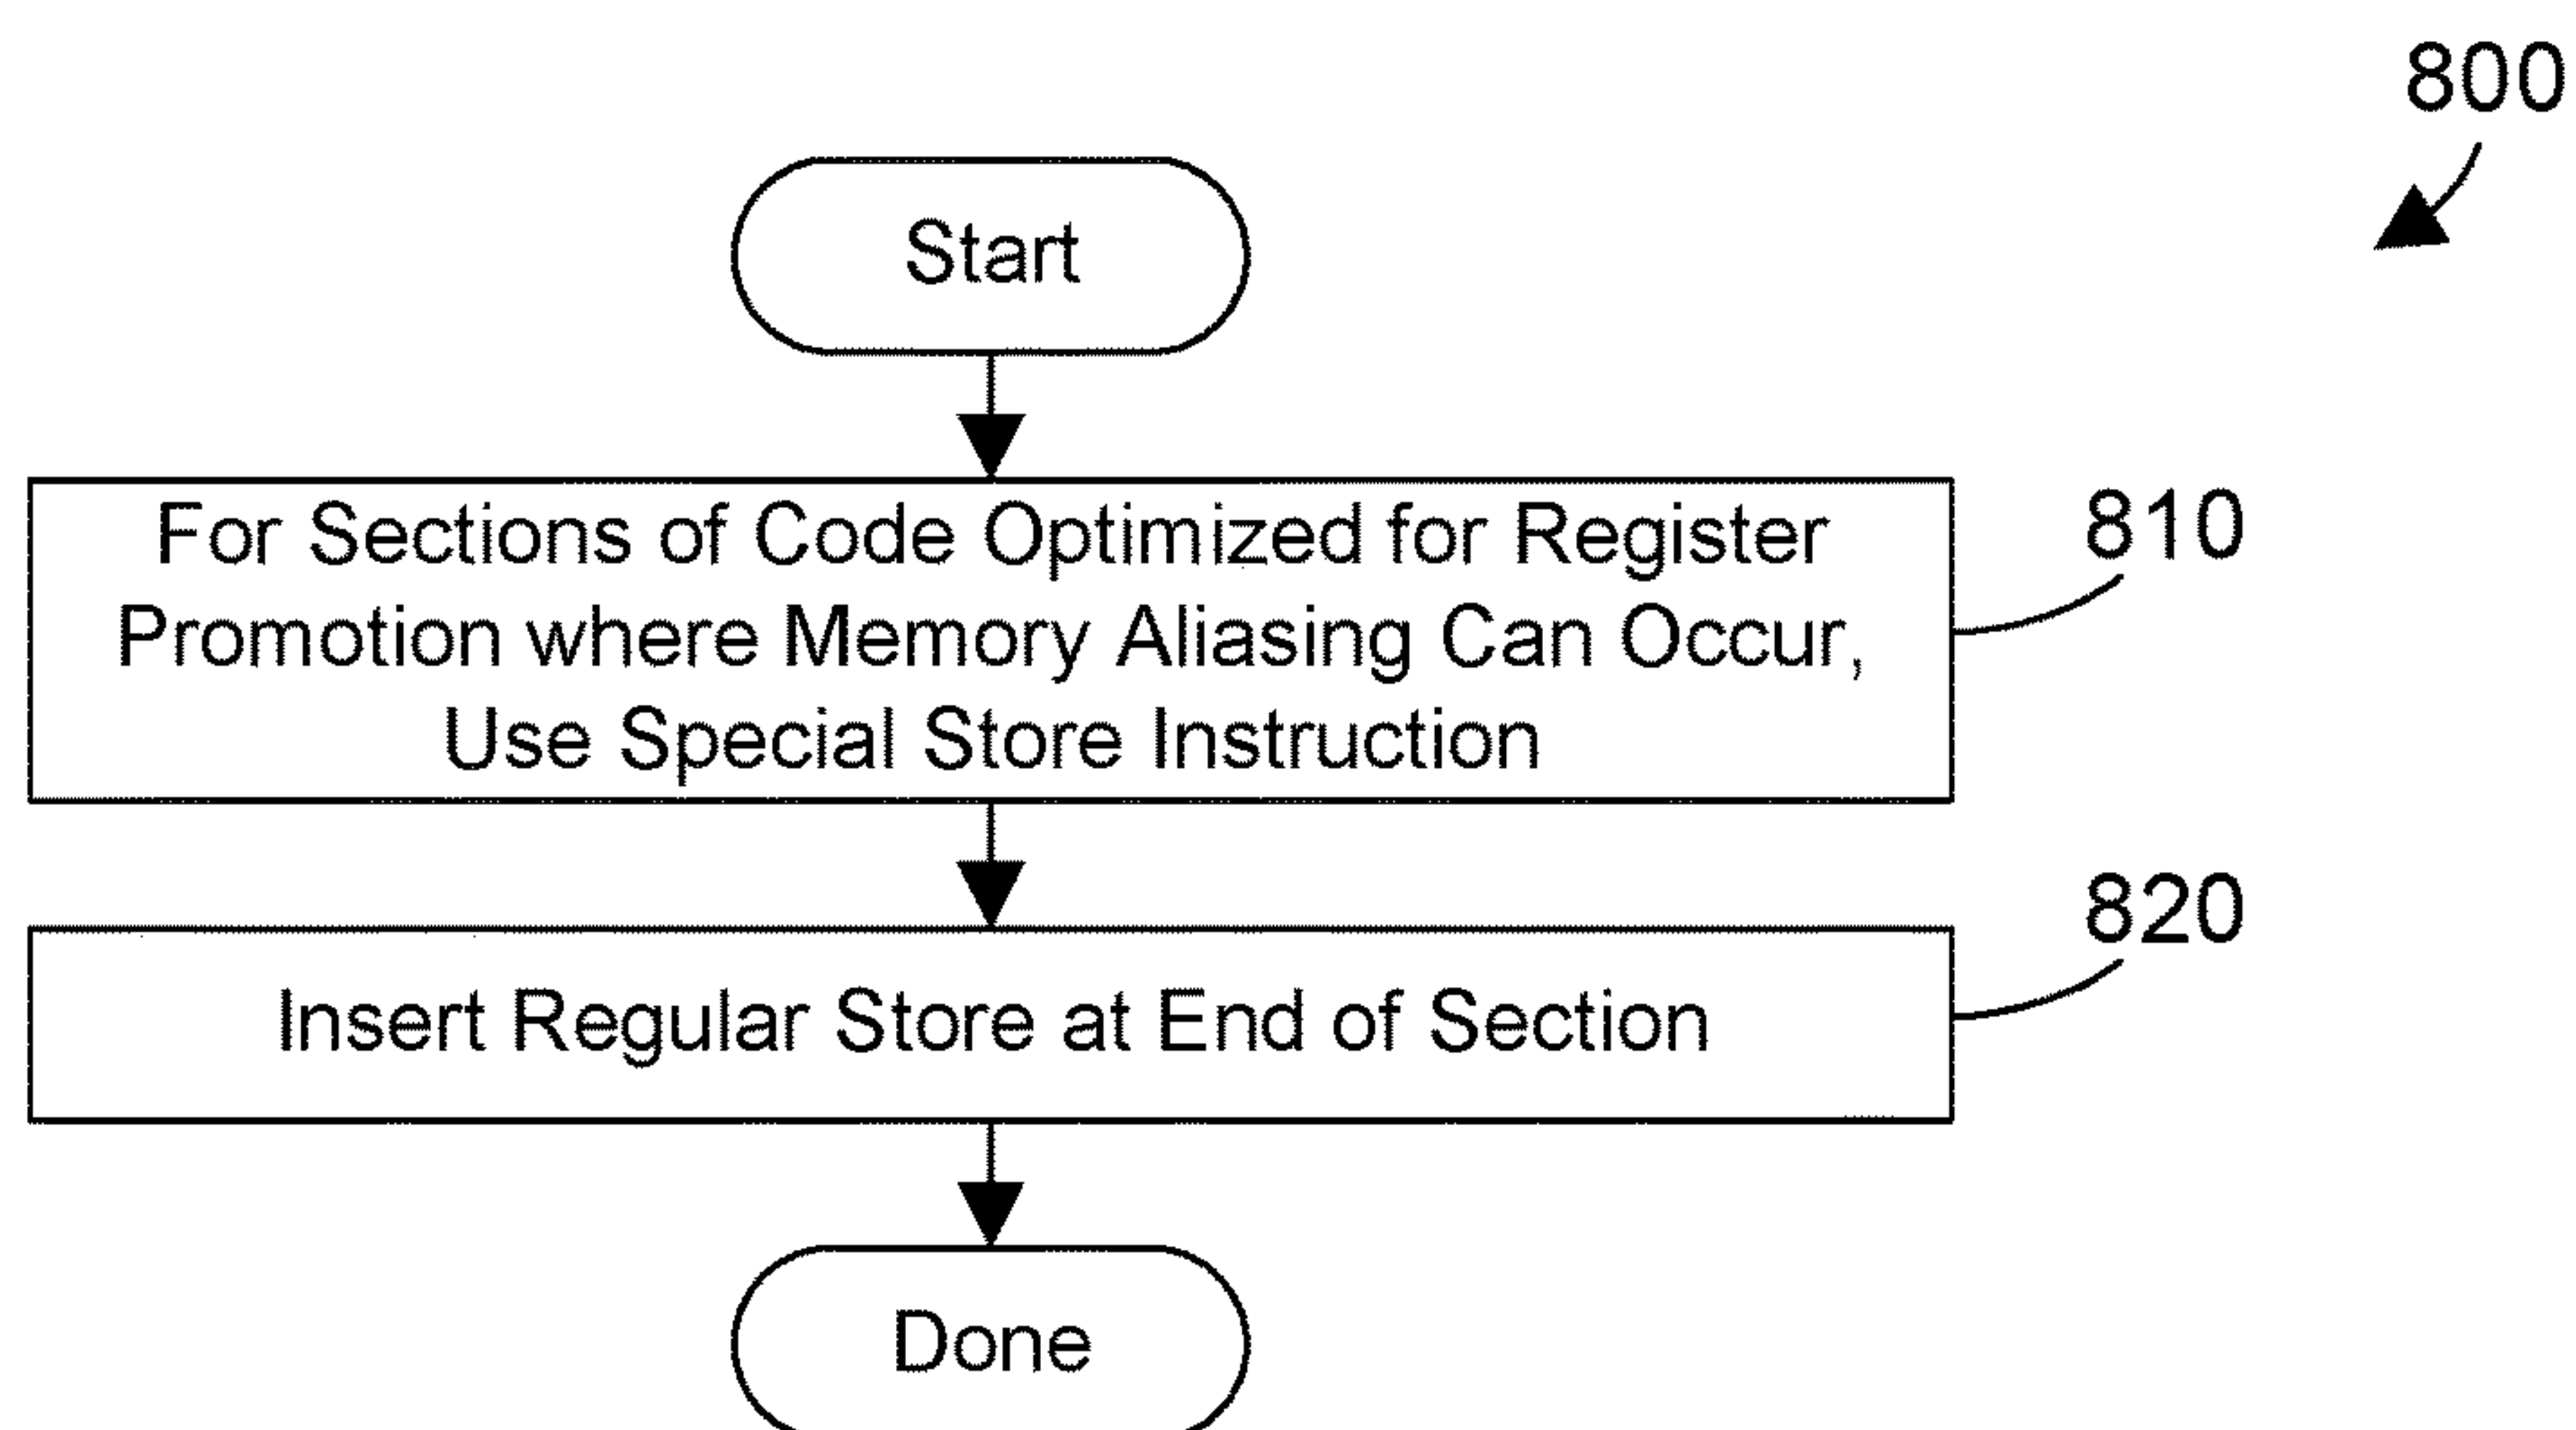 800
Start
For Sections of Code Optimized for Register
810
Promotion where Memory Aliasing Can Occur,
Use Special Store Instruction
820
Insert Regular Store at End of Section
Done